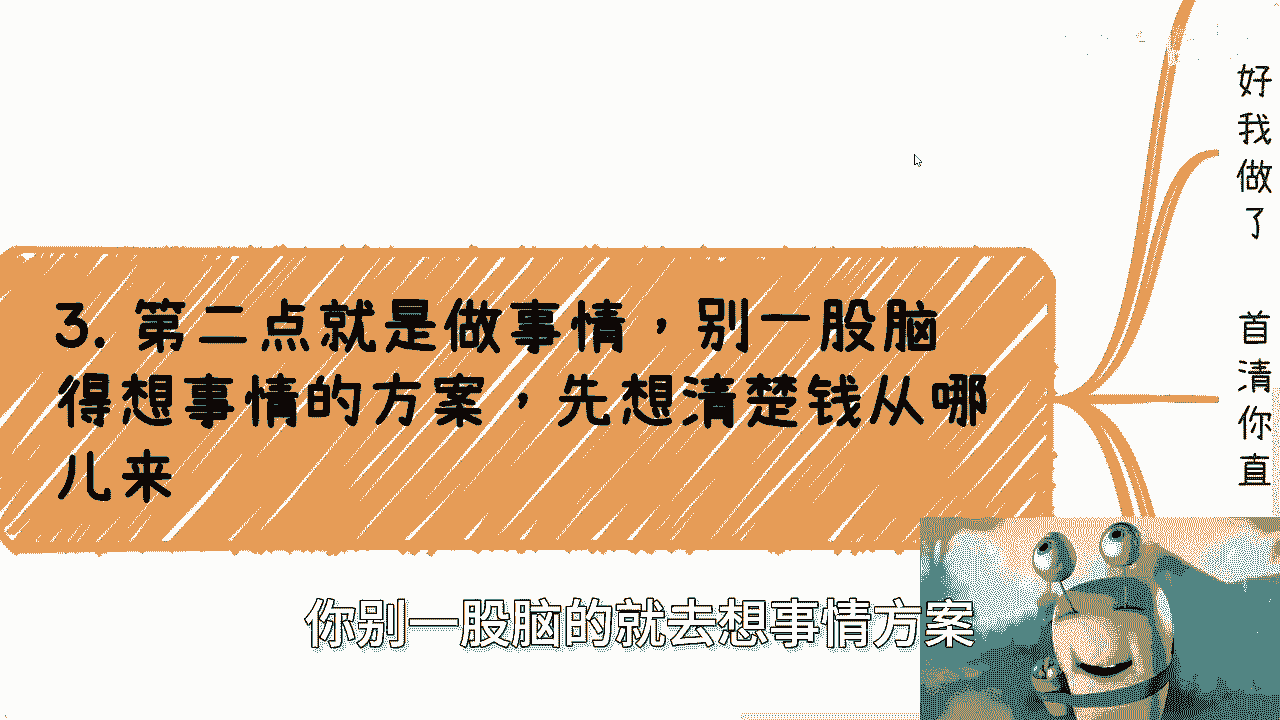 3. 第二点就是做事情，别一股脑
得想事情的方案，先想清楚钱从哪
儿来
好我做了
首清你直
你别一股脑的就去想事情方案